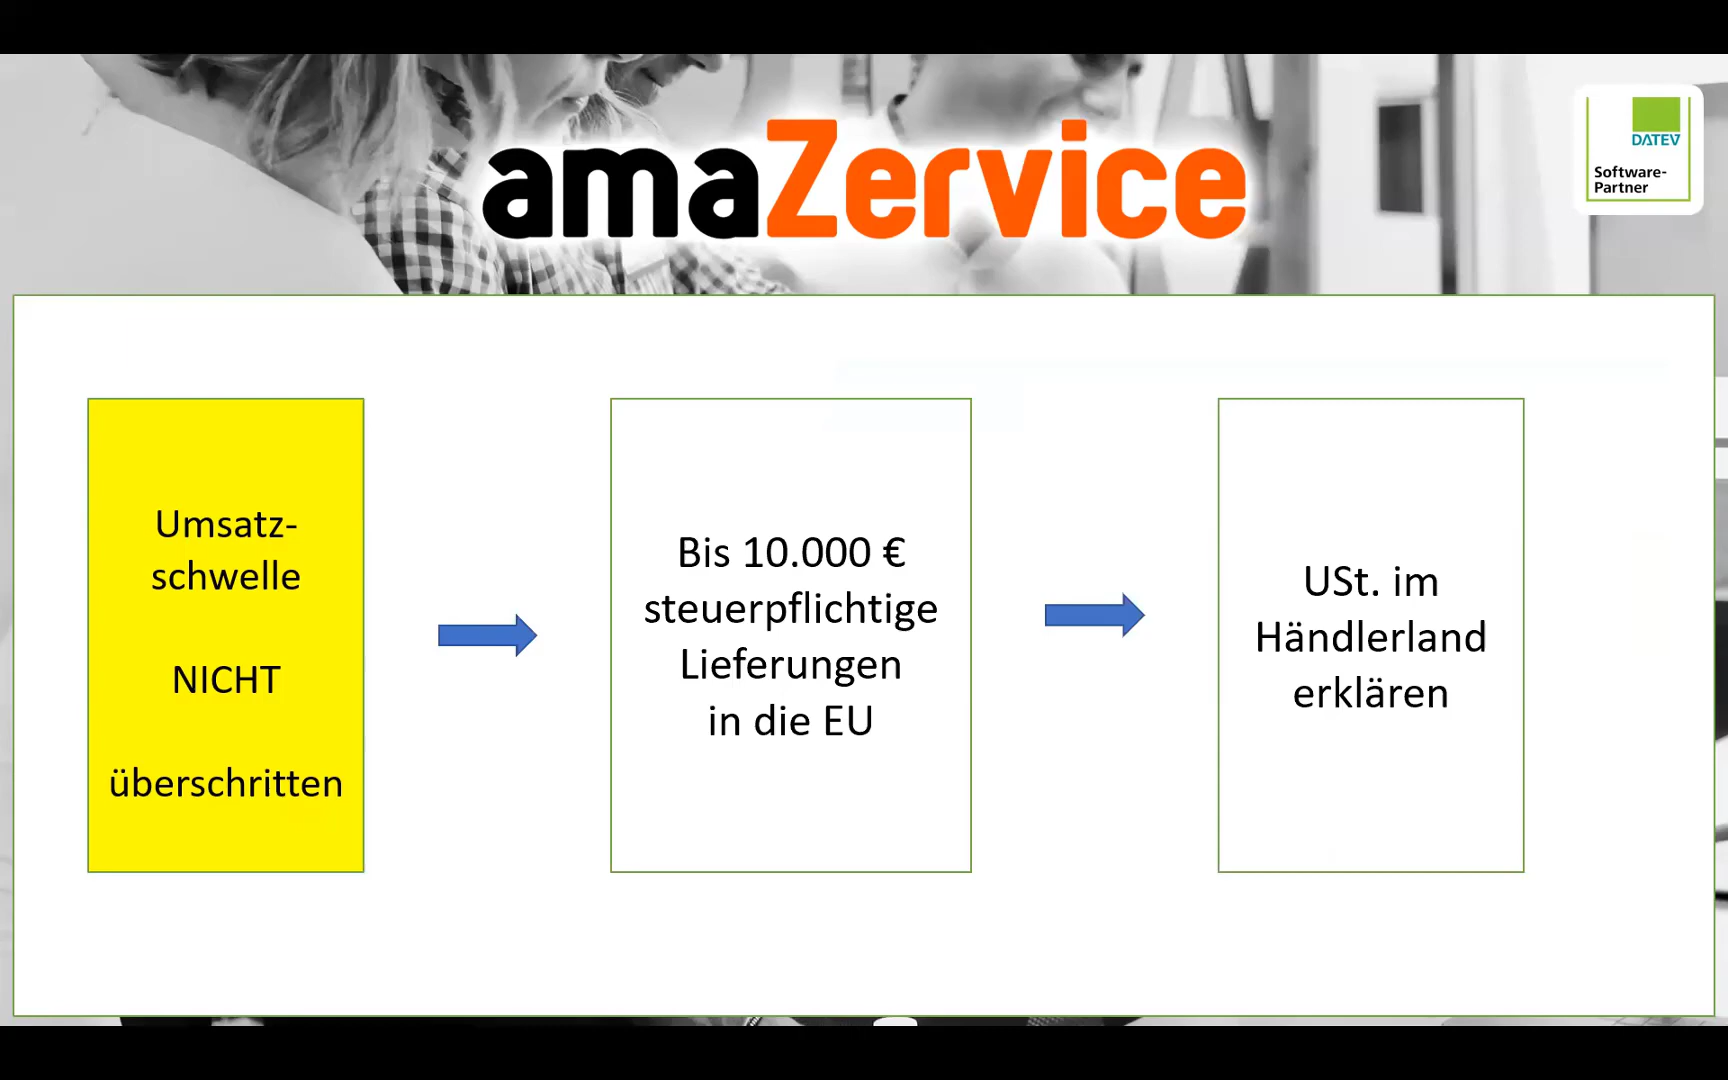 amaZervice
DATEV
Software-
Partner
Umsatz-
schwelle
NICHT
überschritten
Bis 10.000 €
steuerpflichtige
Lieferungen
in die EU
USt. im
Händlerland
erklären